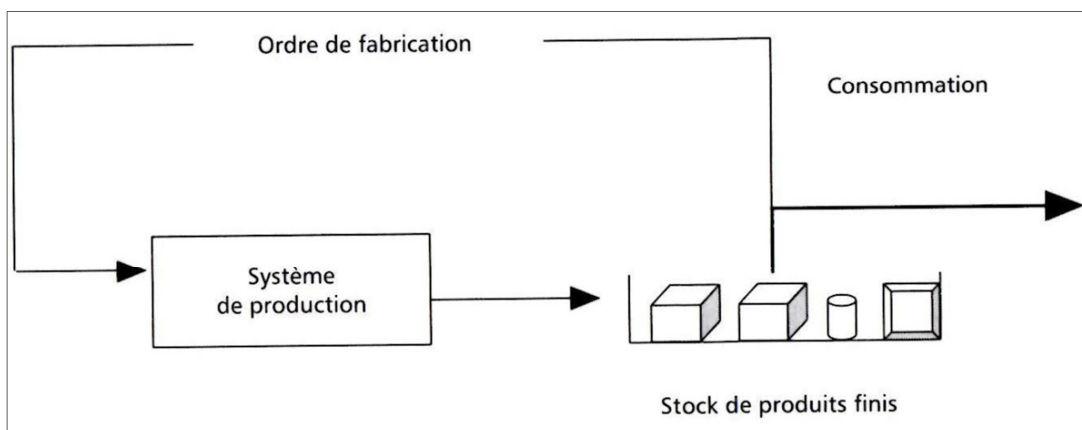 Ordre de fabrication
Consommation
Système
de production
Stock de produits finis